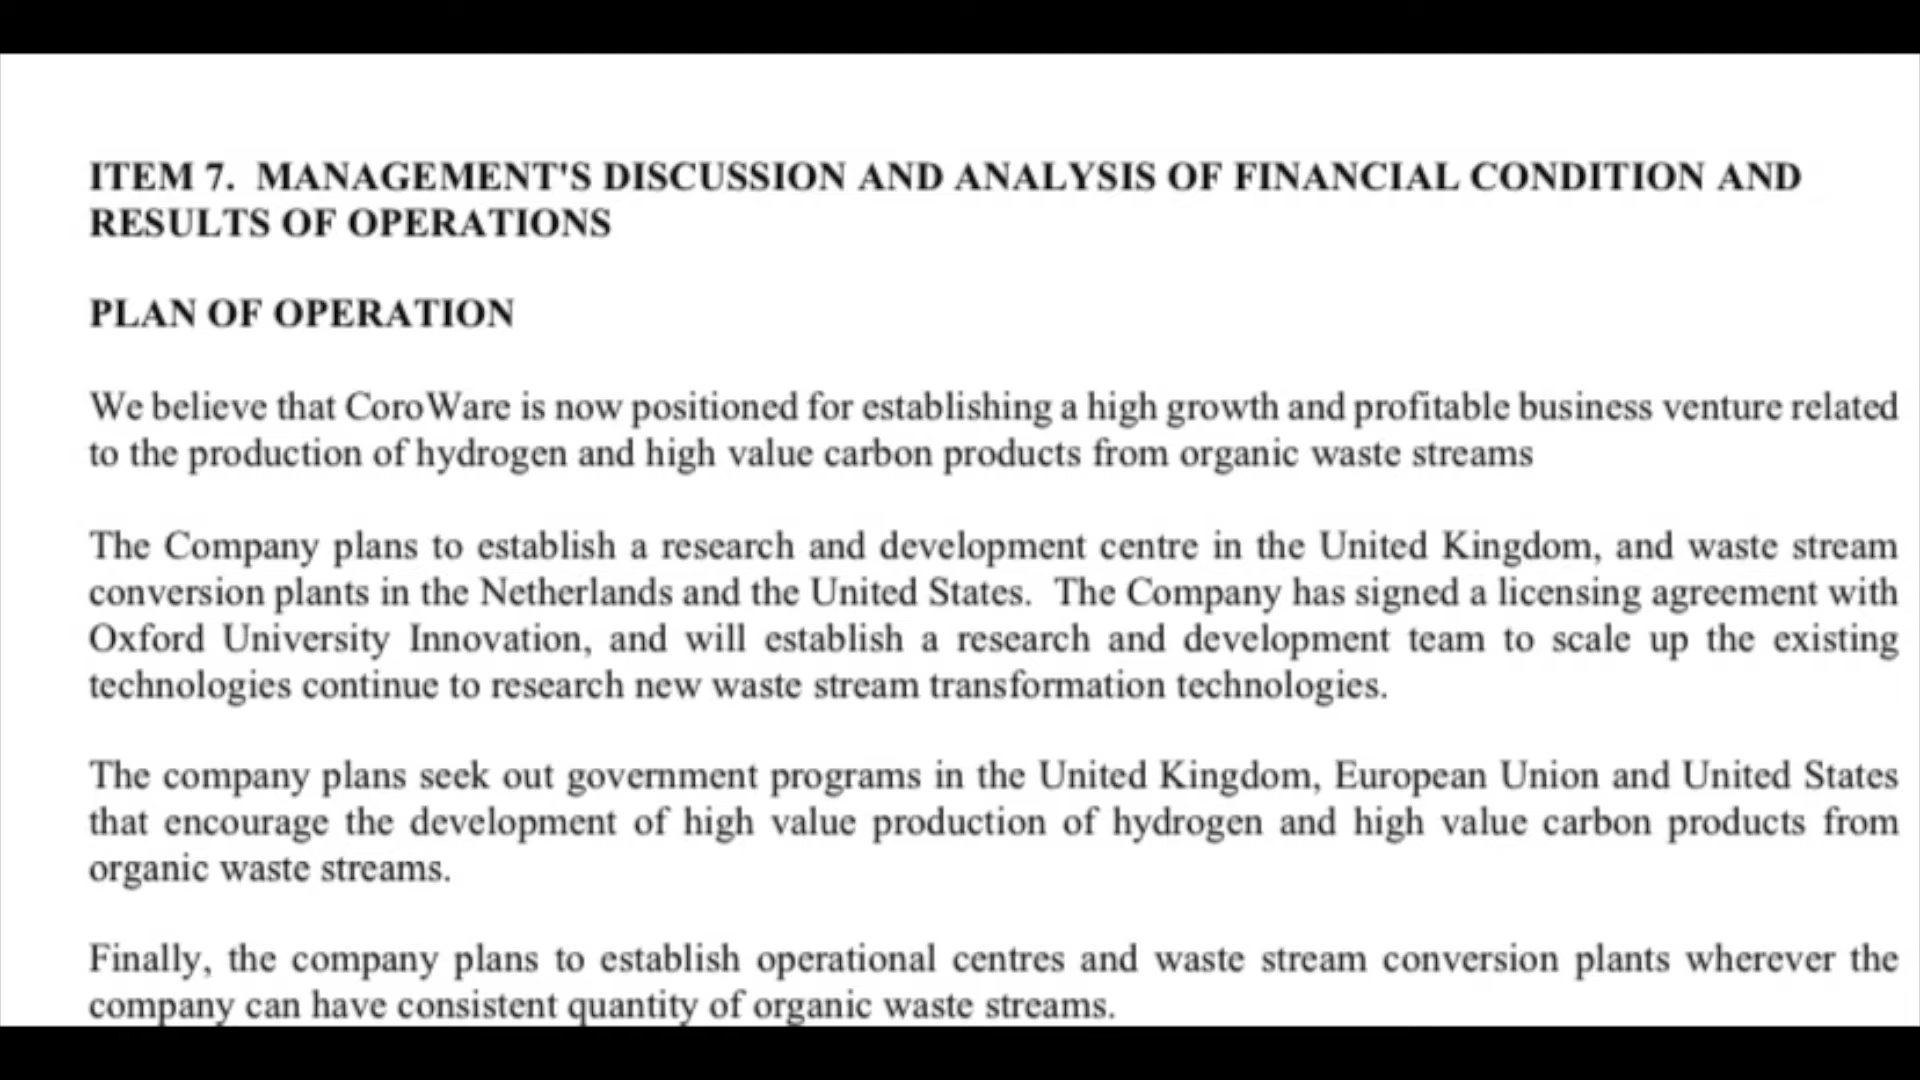 ITEM 7. MANAGEMENT'S DISCUSSION AND ANALYSIS OF FINANCIAL CONDITION AND
RESULTS OF OPERATIONS
PLAN OF OPERATION
We believe that CoroWare is now positioned for establishing a high growth and profitable business venture related
to the production of hydrogen and high value carbon products from organic waste streams
The Company plans to establish a research and development centre in the United Kingdom, and waste stream
conversion plants in the Netherlands and the United States. The Company has signed a licensing agreement with
Oxford University Innovation, and will establish a research and development team to scale up the existing
technologies continue to research new waste stream transformation technologies.
The company plans seek out government programs in the United Kingdom, European Union and United States
that encourage the development of high value production of hydrogen and high value carbon products from
organic waste streams.
Finally, the company plans to establish operational centres and waste stream conversion plants wherever the
company can have consistent quantity of organic waste streams.